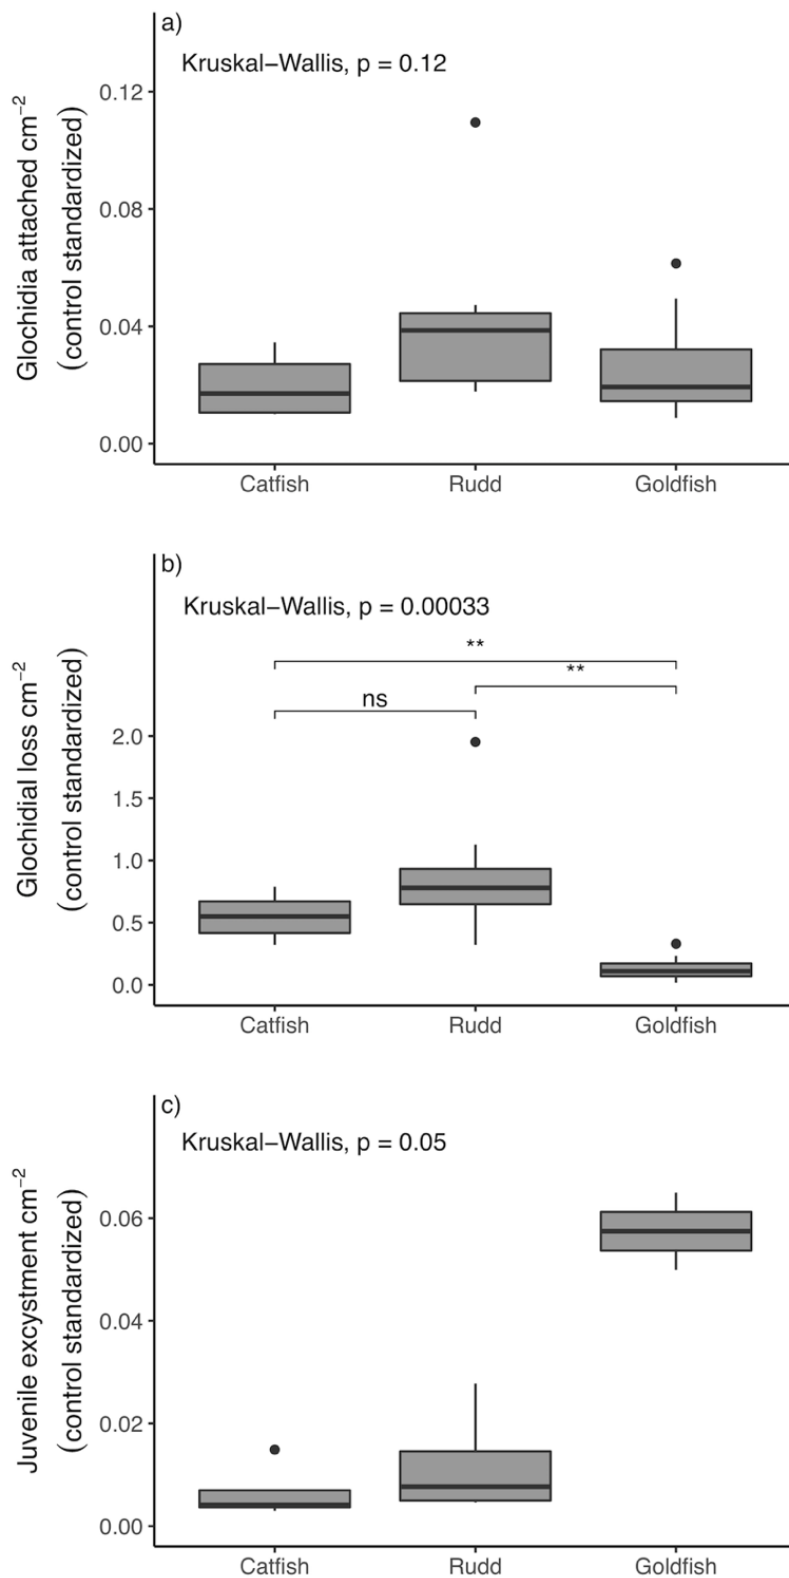 a)
Kruskal–Wallis, p = 0.12
Glochidia attached cm⁻²
(control standardized)
0.12
0.08
0.04
0.00
Catfish Rudd Goldfish
b)
Kruskal–Wallis, p = 0.00033
**
**
ns
Glochidial loss cm⁻²
(control standardized)
2.0
1.5
1.0
0.5
0.0
Catfish Rudd Goldfish
c)
Kruskal–Wallis, p = 0.05
Juvenile excystment cm⁻²
(control standardized)
0.06
0.04
0.02
0.00
Catfish Rudd Goldfish